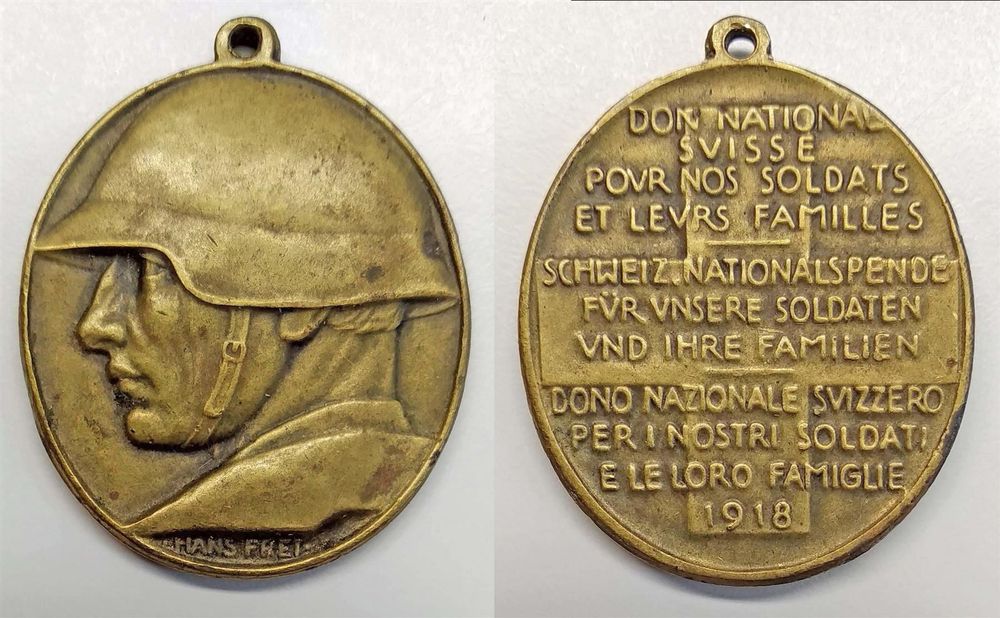 HANS FREI
DON NATIONAL
SVISSE
POVR NOS SOLDATS
ET LEVRS FAMILLES
SCHWEIZ. NATIONALSPENDE
FÜR VNSERE SOLDATEN
VND IHRE FAMILIEN
DONO NAZIONALE SVIZZERO
PER I NOSTRI SOLDATI
E LE LORO FAMIGLIE
1918